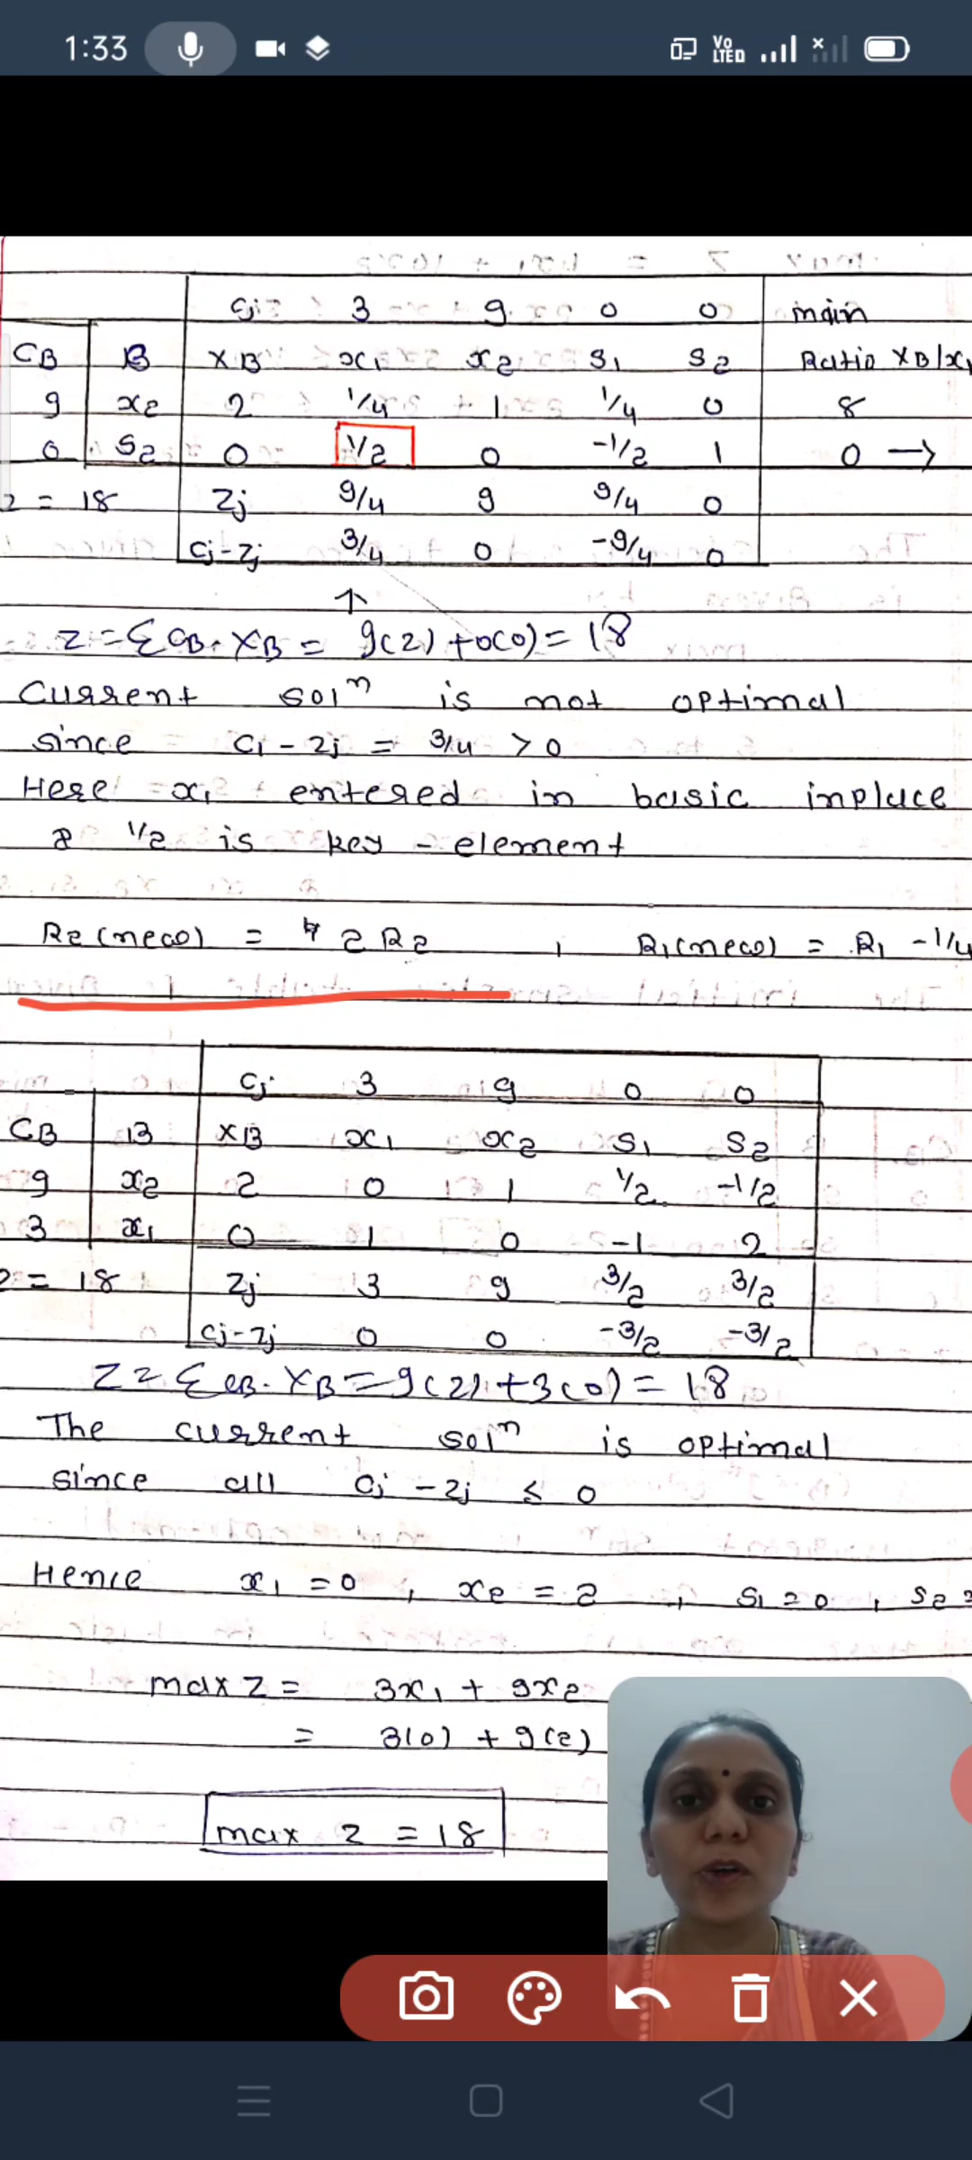 1:33 Vo LTED
Cj 3 9 0 0 main
CB B XB x1 x2 S1 S2 Ratio XB/x1
9 x2 2 1/4 1 1/4 0 8
0 S2 0 1/2 0 -1/2 1 0 →
Z = 18 Zj 9/4 9 9/4 0
Cj-Zj 3/4 0 -9/4 0
↑
Z = ΣCB. XB = 9(2) + 0(0) = 18
Current solⁿ is not optimal
since C1 - Zj = 3/4 > 0
Here x1 entered in basic inplace
& 1/2 is key - element
R2 (new) = 2R2 , R1(new) = R1 - 1/4
Cj 3 9 0 0
CB B XB x1 x2 S1 S2
9 x2 2 0 1 1/2 -1/2
3 x1 0 1 0 -1 2
Z = 18 Zj 3 9 3/2 3/2
Cj-Zj 0 0 -3/2 -3/2
Z = ΣCB. XB = 9(2) + 3(0) = 18
The current solⁿ is optimal
since all Cj - Zj ≤ 0
Hence x1 = 0 , x2 = 2 , S1 = 0 , S2 =
max Z = 3x1 + 9x2
= 3(0) + 9(2)
max Z = 18